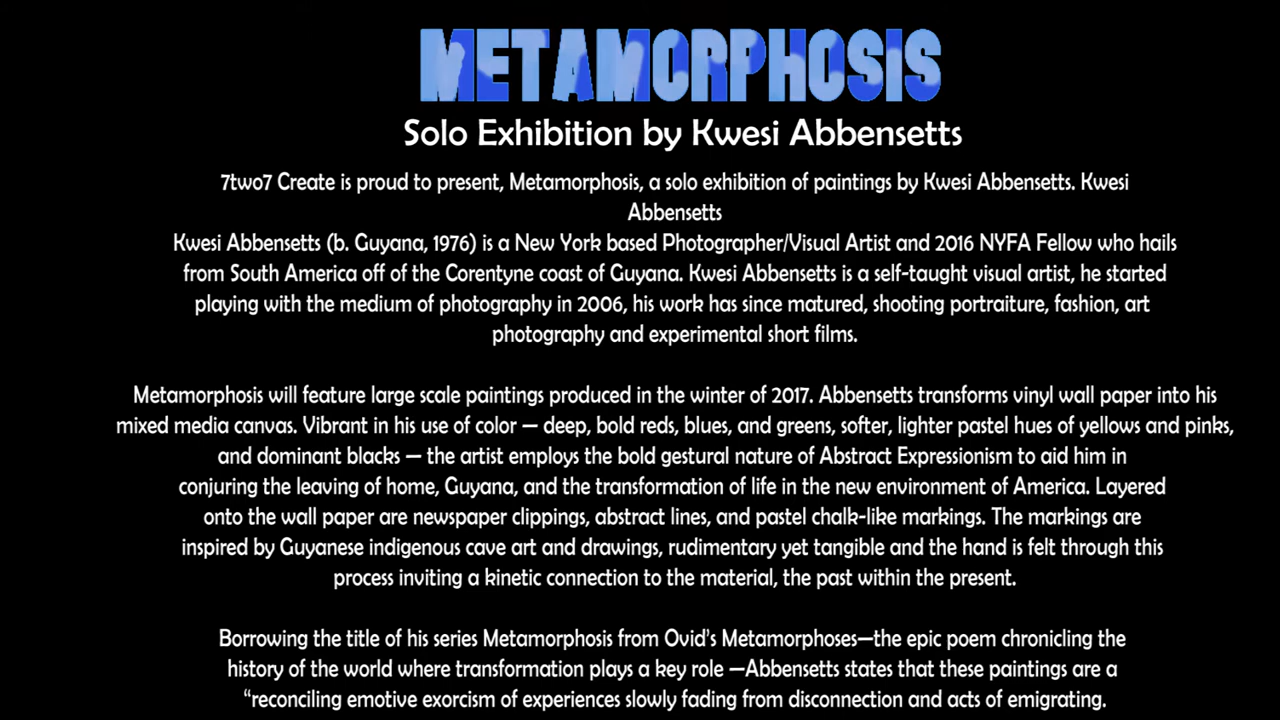 METAMORPHOSIS
Solo Exhibition by Kwesi Abbensetts
7two7 Create is proud to present, Metamorphosis, a solo exhibition of paintings by Kwesi Abbensetts. Kwesi
Abbensetts
Kwesi Abbensetts (b. Guyana, 1976) is a New York based Photographer/Visual Artist and 2016 NYFA Fellow who hails
from South America off of the Corentyne coast of Guyana. Kwesi Abbensetts is a self-taught visual artist, he started
playing with the medium of photography in 2006, his work has since matured, shooting portraiture, fashion, art
photography and experimental short films.
Metamorphosis will feature large scale paintings produced in the winter of 2017. Abbensetts transforms vinyl wall paper into his
mixed media canvas. Vibrant in his use of color — deep, bold reds, blues, and greens, softer, lighter pastel hues of yellows and pinks,
and dominant blacks — the artist employs the bold gestural nature of Abstract Expressionism to aid him in
conjuring the leaving of home, Guyana, and the transformation of life in the new environment of America. Layered
onto the wall paper are newspaper clippings, abstract lines, and pastel chalk-like markings. The markings are
inspired by Guyanese indigenous cave art and drawings, rudimentary yet tangible and the hand is felt through this
process inviting a kinetic connection to the material, the past within the present.
Borrowing the title of his series Metamorphosis from Ovid's Metamorphoses—the epic poem chronicling the
history of the world where transformation plays a key role —Abbensetts states that these paintings are a
“reconciling emotive exorcism of experiences slowly fading from disconnection and acts of emigrating.